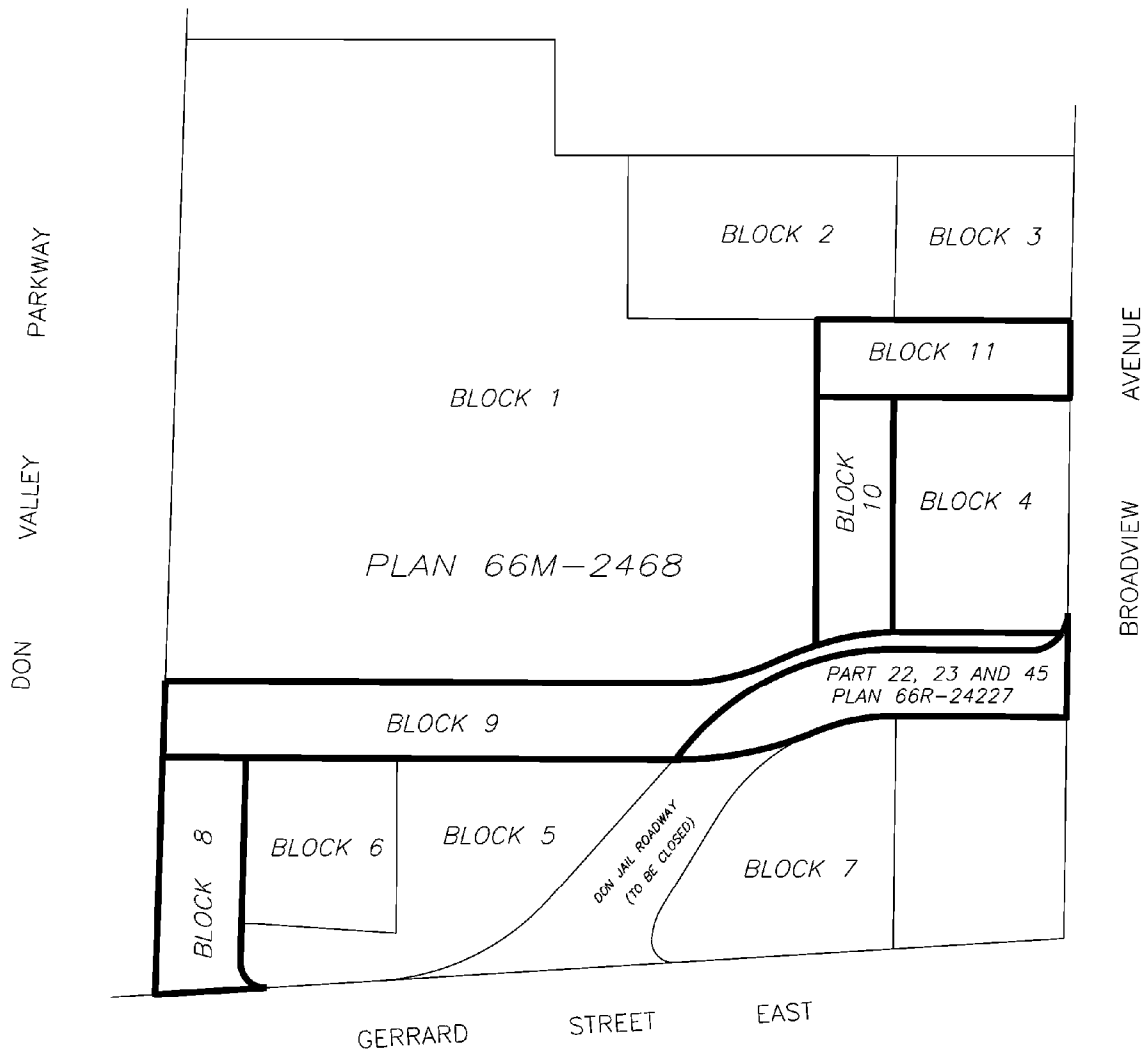 BLOCK 2
BLOCK 3
DON VALLEY PARKWAY
BROADVIEW AVENUE
BLOCK 11
BLOCK 1
BLOCK
10
BLOCK 4
PLAN 66M-2468
PART 22, 23 AND 45
PLAN 66R-24227
BLOCK 9
BLOCK 8
BLOCK 6
BLOCK 5
DON JAIL ROADWAY
(TO BE CLOSED)
BLOCK 7
GERRARD STREET EAST